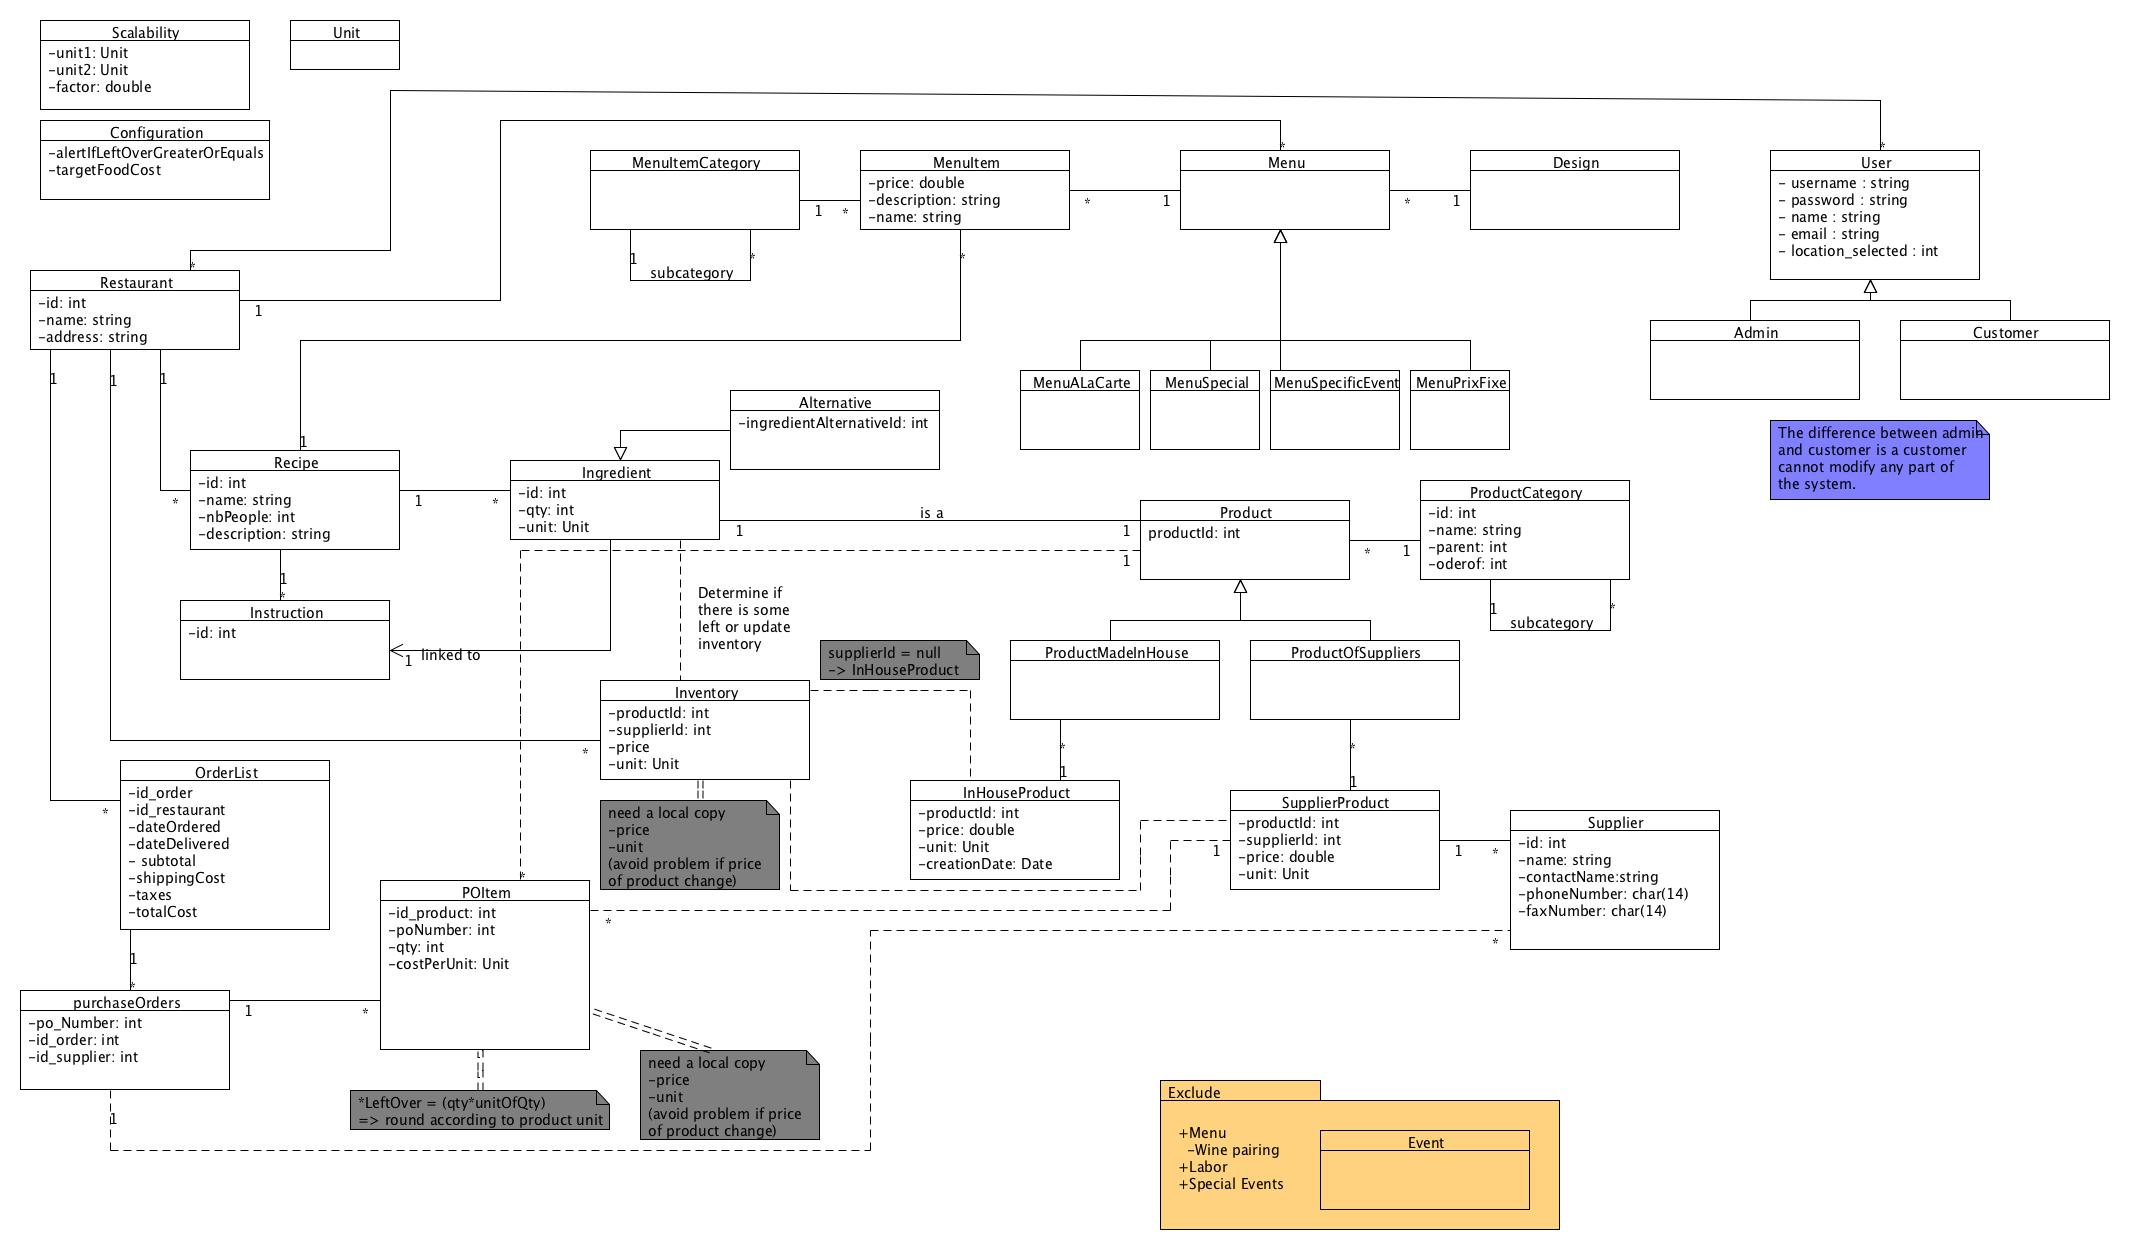 Scalability
-unit1: Unit
-unit2: Unit
-factor: double
Unit
Configuration
-alertIfLeftOverGreaterOrEquals
-targetFoodCost
MenuItemCategory
1
*
subcategory
1
*
MenuItem
-price: double
-description: string
-name: string
*
*
1
Menu
*
*
1
Design
User
*
- username : string
- password : string
- name : string
- email : string
- location_selected : int
Restaurant
*
-id: int
-name: string
-address: string
1
1
1
1
Admin
Customer
MenuALaCarte
MenuSpecial
MenuSpecificEvent
MenuPrixFixe
The difference between admin
and customer is a customer
cannot modify any part of
the system.
Alternative
-ingredientAlternativeId: int
1
Recipe
-id: int
-name: string
-nbPeople: int
-description: string
*
1
*
Ingredient
-id: int
-qty: int
-unit: Unit
is a
1
1
1
Product
productId: int
*
1
ProductCategory
-id: int
-name: string
-parent: int
-oderof: int
1
*
subcategory
1
*
Instruction
-id: int
1
linked to
Determine if
there is some
left or update
inventory
supplierId = null
-> InHouseProduct
ProductMadeInHouse
ProductOfSuppliers
Inventory
-productId: int
-supplierId: int
-price
-unit: Unit
*
*
1
*
1
OrderList
-id_order
-id_restaurant
-dateOrdered
-dateDelivered
- subtotal
-shippingCost
-taxes
-totalCost
*
need a local copy
-price
-unit
(avoid problem if price
of product change)
InHouseProduct
-productId: int
-price: double
-unit: Unit
-creationDate: Date
SupplierProduct
-productId: int
-supplierId: int
-price: double
-unit: Unit
1
1
*
Supplier
-id: int
-name: string
-contactName:string
-phoneNumber: char(14)
-faxNumber: char(14)
*
*
POItem
-id_product: int
-poNumber: int
-qty: int
-costPerUnit: Unit
*
1
*
purchaseOrders
-po_Number: int
-id_order: int
-id_supplier: int
1
*
1
*LeftOver = (qty*unitOfQty)
=> round according to product unit
need a local copy
-price
-unit
(avoid problem if price
of product change)
Exclude
+Menu
-Wine pairing
+Labor
+Special Events
Event